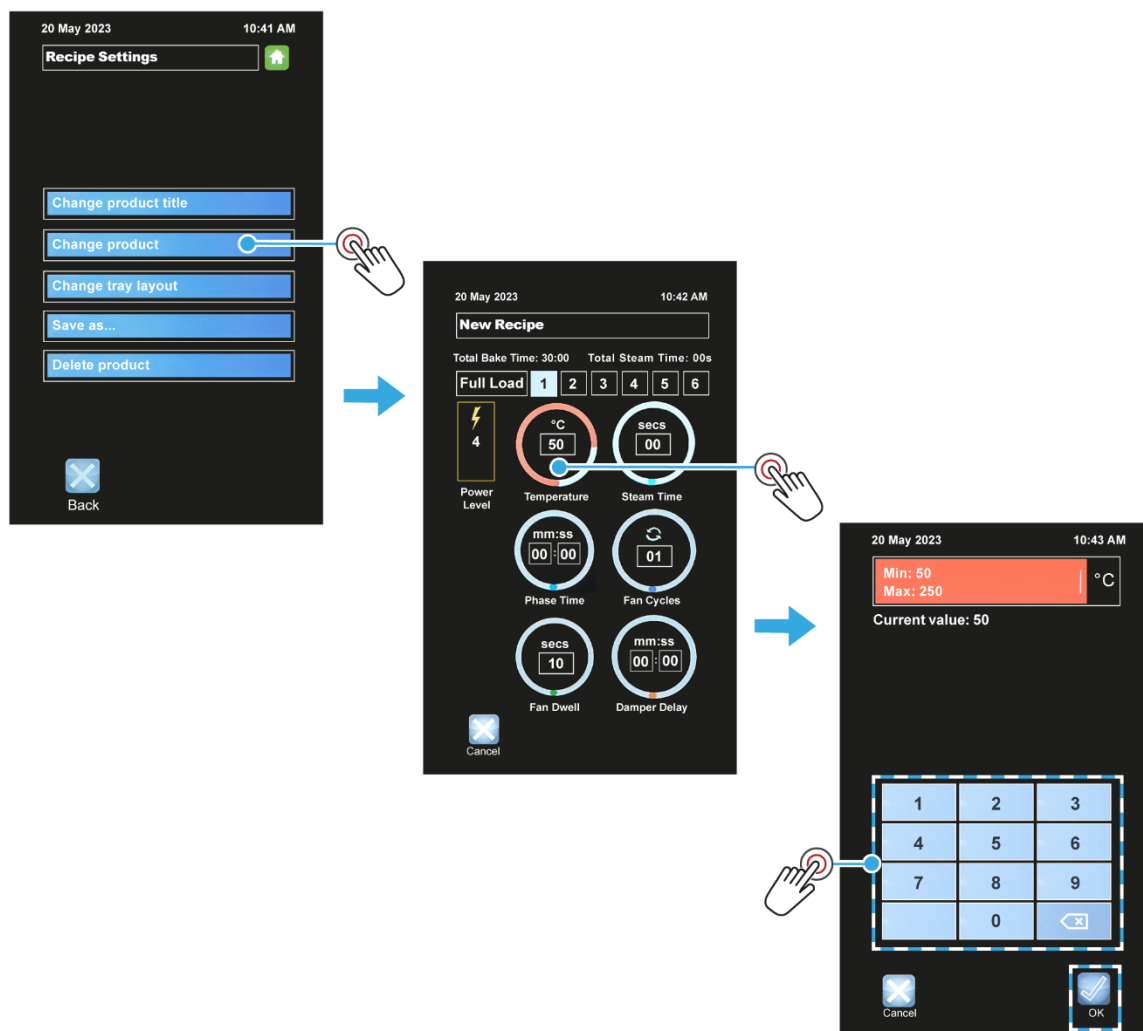 20 May 2023 10:41 AM
Recipe Settings
Change product title
Change product
Change tray layout
Save as...
Delete product
Back
20 May 2023 10:42 AM
New Recipe
Total Bake Time: 30:00 Total Steam Time: 00s
Full Load 1 2 3 4 5 6
4
Power
Level
°C
50
Temperature
secs
00
Steam Time
mm:ss
00:00
Phase Time
01
Fan Cycles
secs
10
Fan Dwell
mm:ss
00:00
Damper Delay
Cancel
20 May 2023 10:43 AM
Min: 50
Max: 250
°C
Current value: 50
1 2 3
4 5 6
7 8 9
0
Cancel
OK